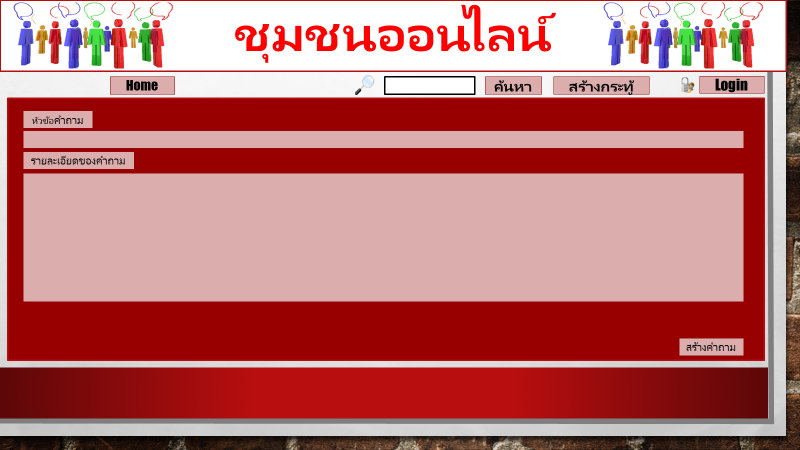 ชุมชนออนไลน์
Home ค้นหา สร้างกระทู้ Login
หัวข้อคำถาม
รายละเอียดของคำถาม
สร้างคำถาม